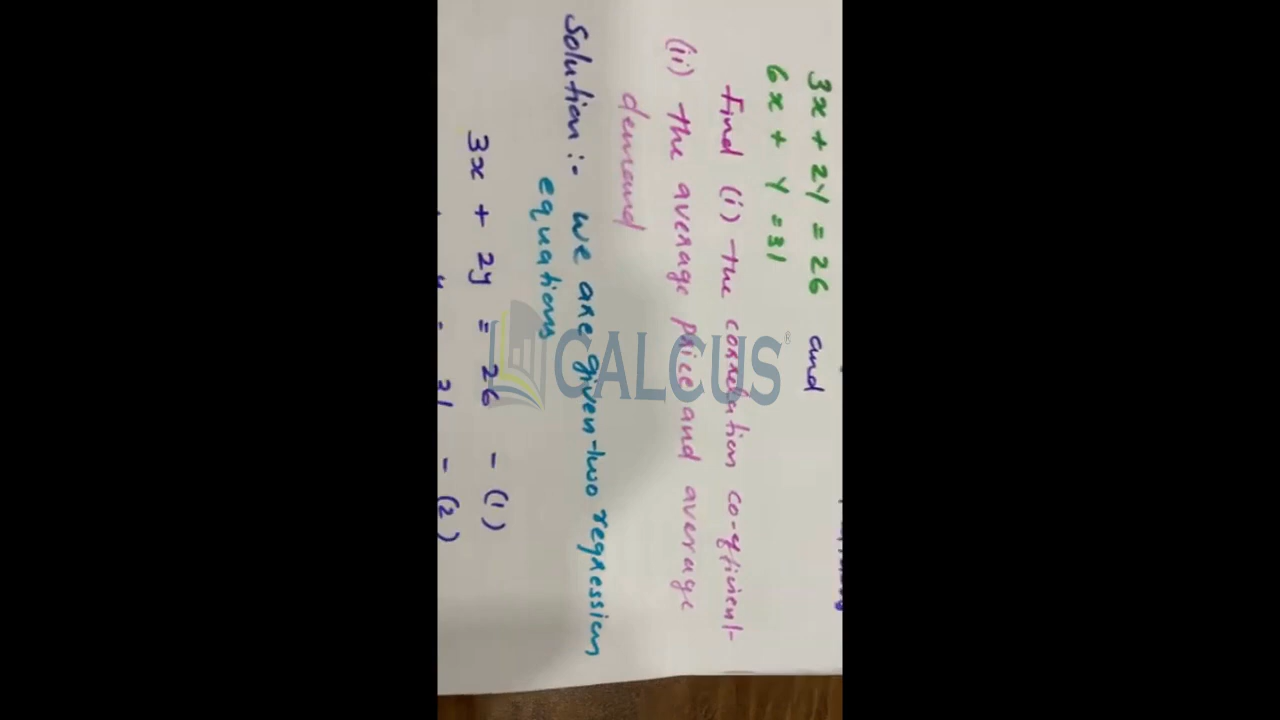 3x + 2y = 26 and
6x + y = 31
Find (i) the correlation co-efficient
(ii) the average price and average
demand
Solution :- We are given two regression
equations
3x + 2y = 26 - (1)
31 - (2)
CALCUS®